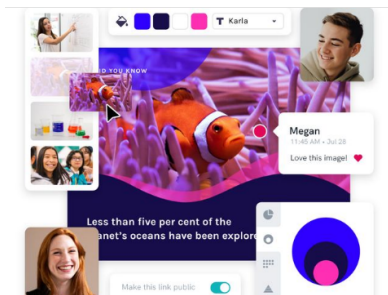 T Karla
D YOU KNOW
Megan
11:45 AM • Jul 28
Love this image!
Less than five per cent of the
anet's oceans have been explore
Make this link public